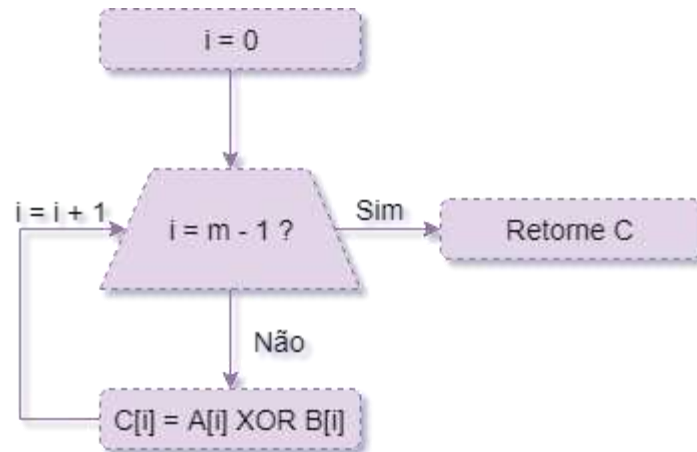 i = 0
i = i + 1
i = m - 1 ?
Sim
Retorne C
Não
C[i] = A[i] XOR B[i]